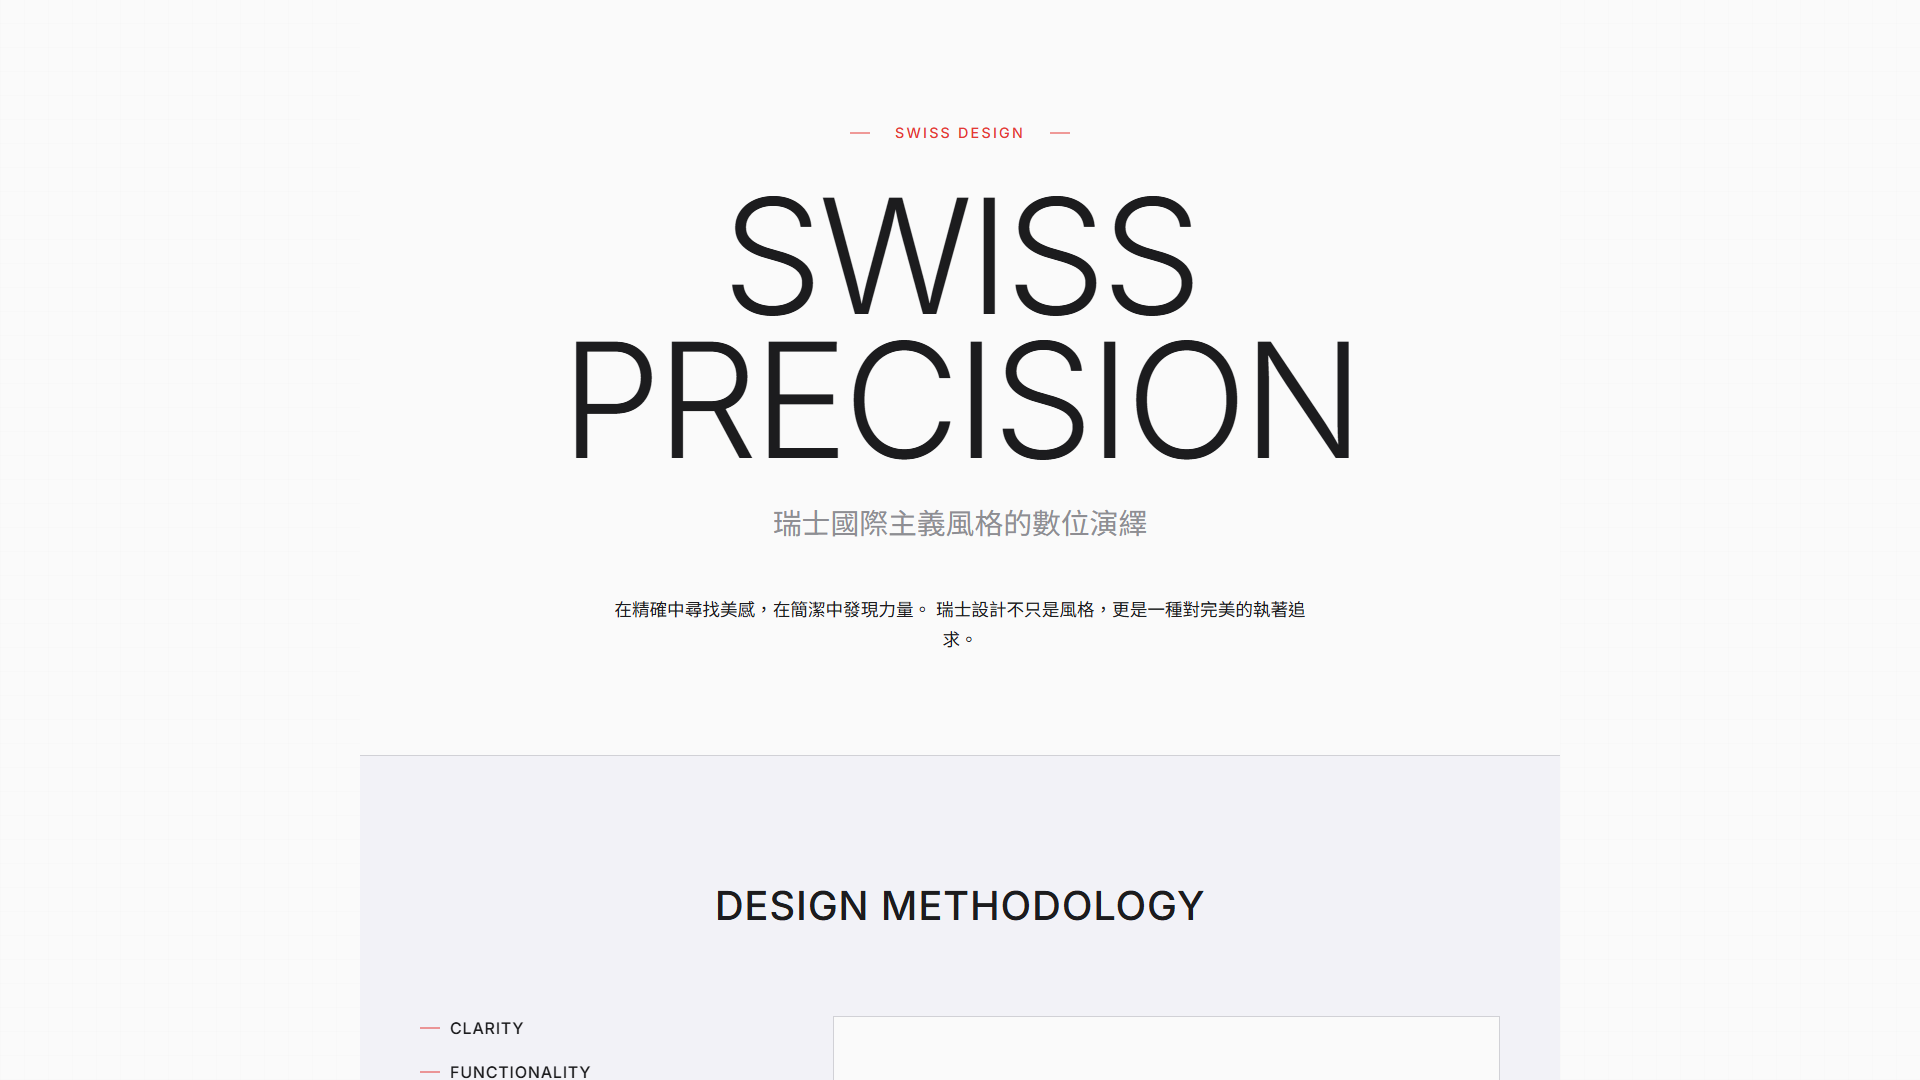 SWISS DESIGN
SWISS
PRECISION
瑞士國際主義風格的數位演繹
在精確中尋找美感，在簡潔中發現力量。 瑞士設計不只是風格，更是一種對完美的執著追
求。
DESIGN METHODOLOGY
CLARITY
FUNCTIONALITY